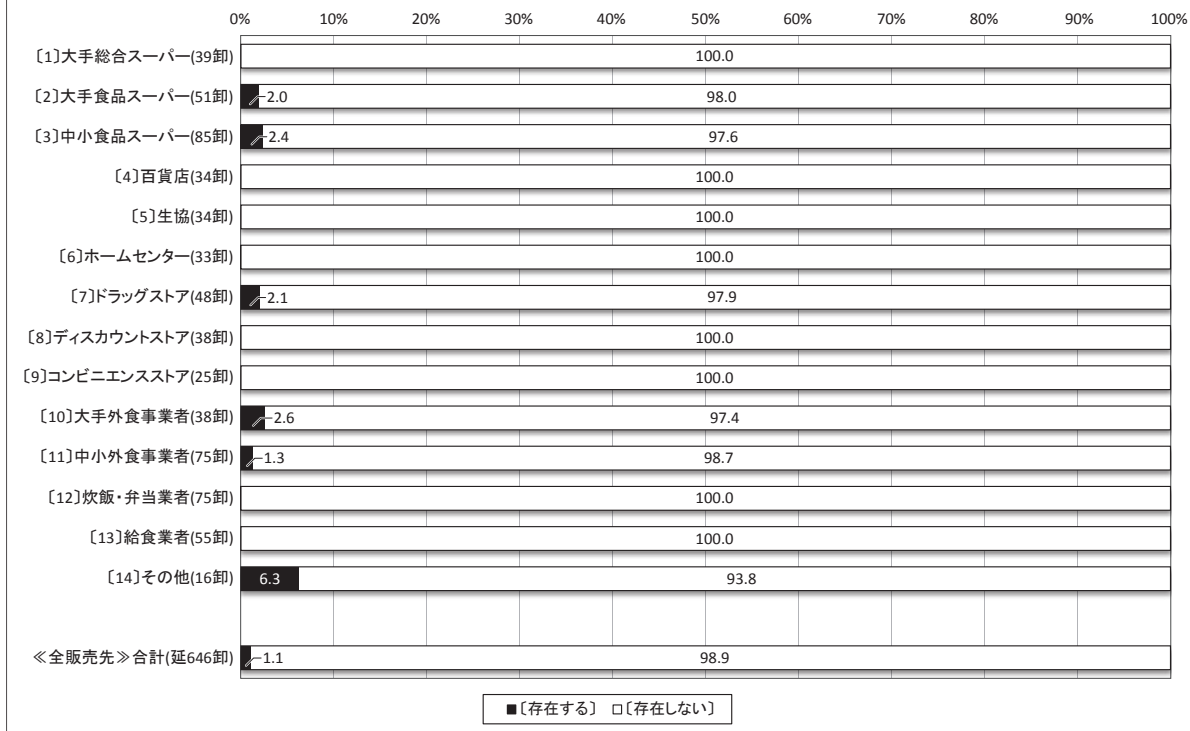 0% 10% 20% 30% 40% 50% 60% 70% 80% 90% 100%
〔1〕大手総合スーパー(39卸) 100.0
〔2〕大手食品スーパー(51卸) 2.0 98.0
〔3〕中小食品スーパー(85卸) 2.4 97.6
〔4〕百貨店(34卸) 100.0
〔5〕生協(34卸) 100.0
〔6〕ホームセンター(33卸) 100.0
〔7〕ドラッグストア(48卸) 2.1 97.9
〔8〕ディスカウントストア(38卸) 100.0
〔9〕コンビニエンスストア(25卸) 100.0
〔10〕大手外食事業者(38卸) 2.6 97.4
〔11〕中小外食事業者(75卸) 1.3 98.7
〔12〕炊飯・弁当業者(75卸) 100.0
〔13〕給食業者(55卸) 100.0
〔14〕その他(16卸) 6.3 93.8
≪全販売先≫合計(延646卸) 1.1 98.9
■〔存在する〕 □〔存在しない〕